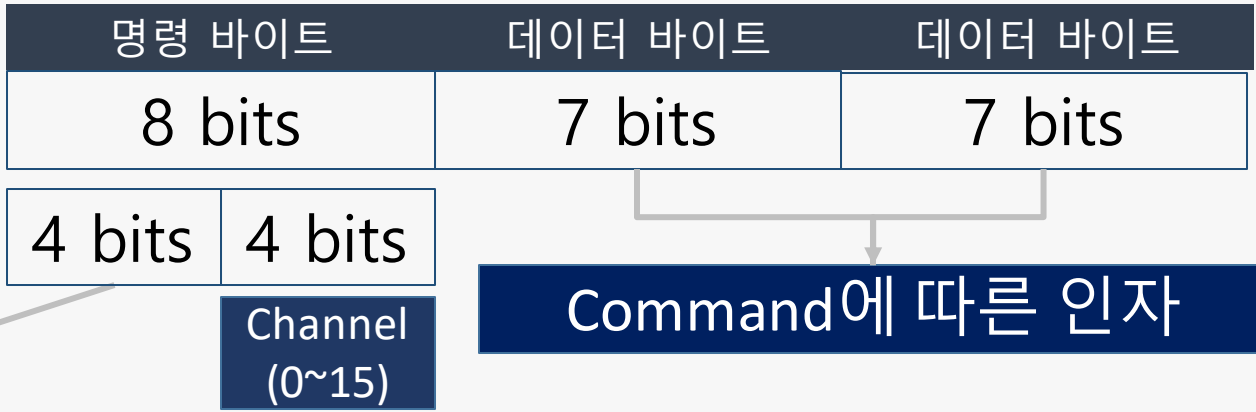 명령 바이트 데이터 바이트 데이터 바이트
8 bits 7 bits 7 bits
4 bits 4 bits
Channel
(0~15)
Command에 따른 인자